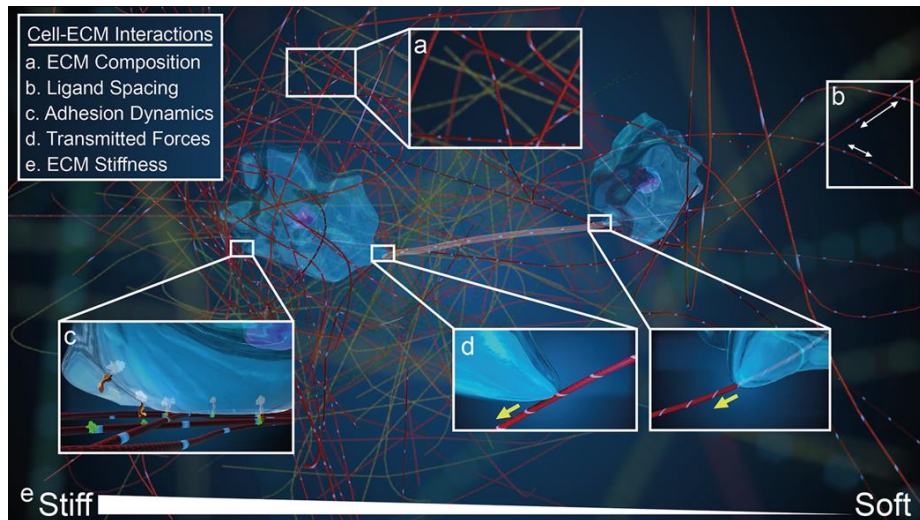 Cell-ECM Interactions
a. ECM Composition
b. Ligand Spacing
c. Adhesion Dynamics
d. Transmitted Forces
e. ECM Stiffness
a
b
c
d
e Stiff
Soft